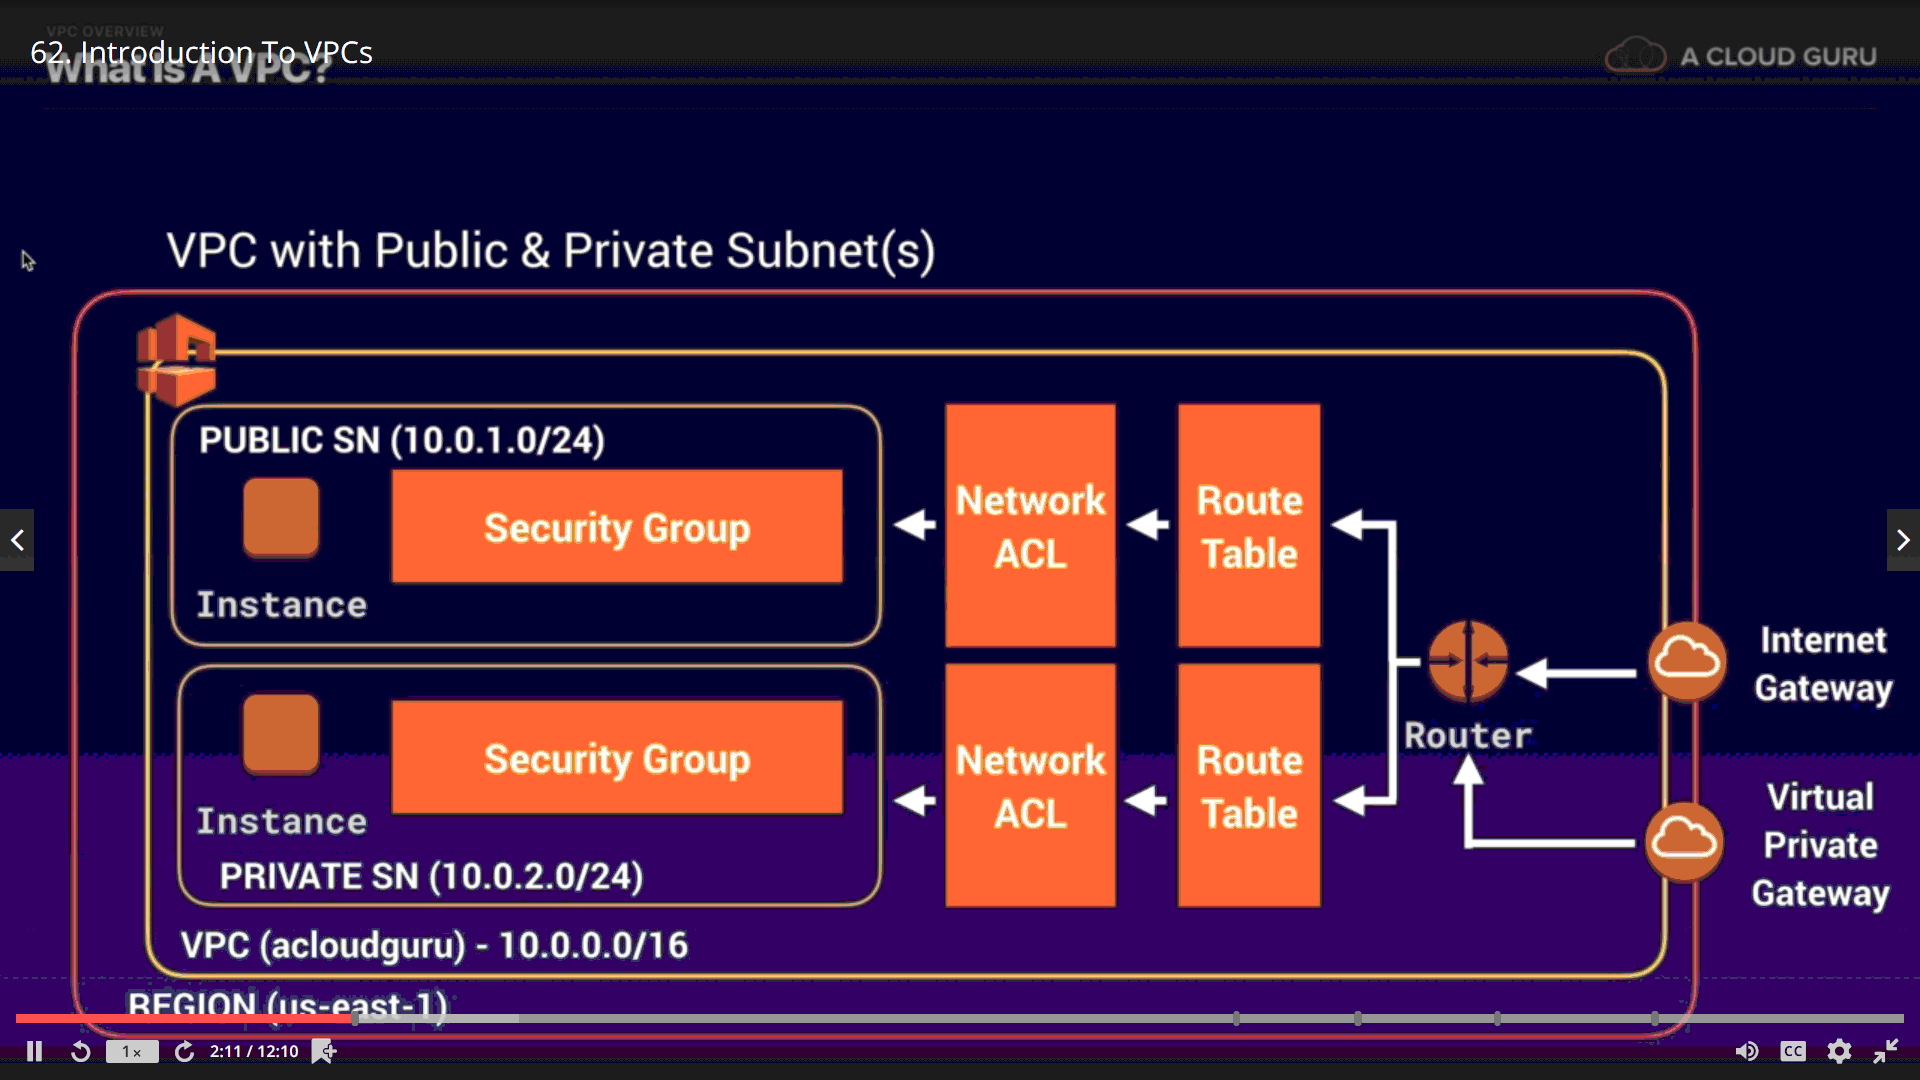 VPC OVERVIEW
62. Introduction To VPCs
What Is A VPC?
A CLOUD GURU
VPC with Public & Private Subnet(s)
PUBLIC SN (10.0.1.0/24)
Security Group
Instance
Network
ACL
Route
Table
Internet
Gateway
Router
Security Group
Instance
PRIVATE SN (10.0.2.0/24)
Network
ACL
Route
Table
Virtual
Private
Gateway
VPC (acloudguru) - 10.0.0.0/16
REGION (us-east-1)
1 x
2:11 / 12:10
CC